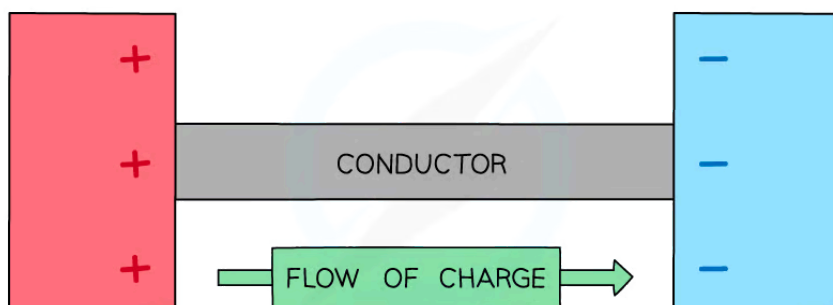 + −
CONDUCTOR
+ −
+ −
FLOW OF CHARGE